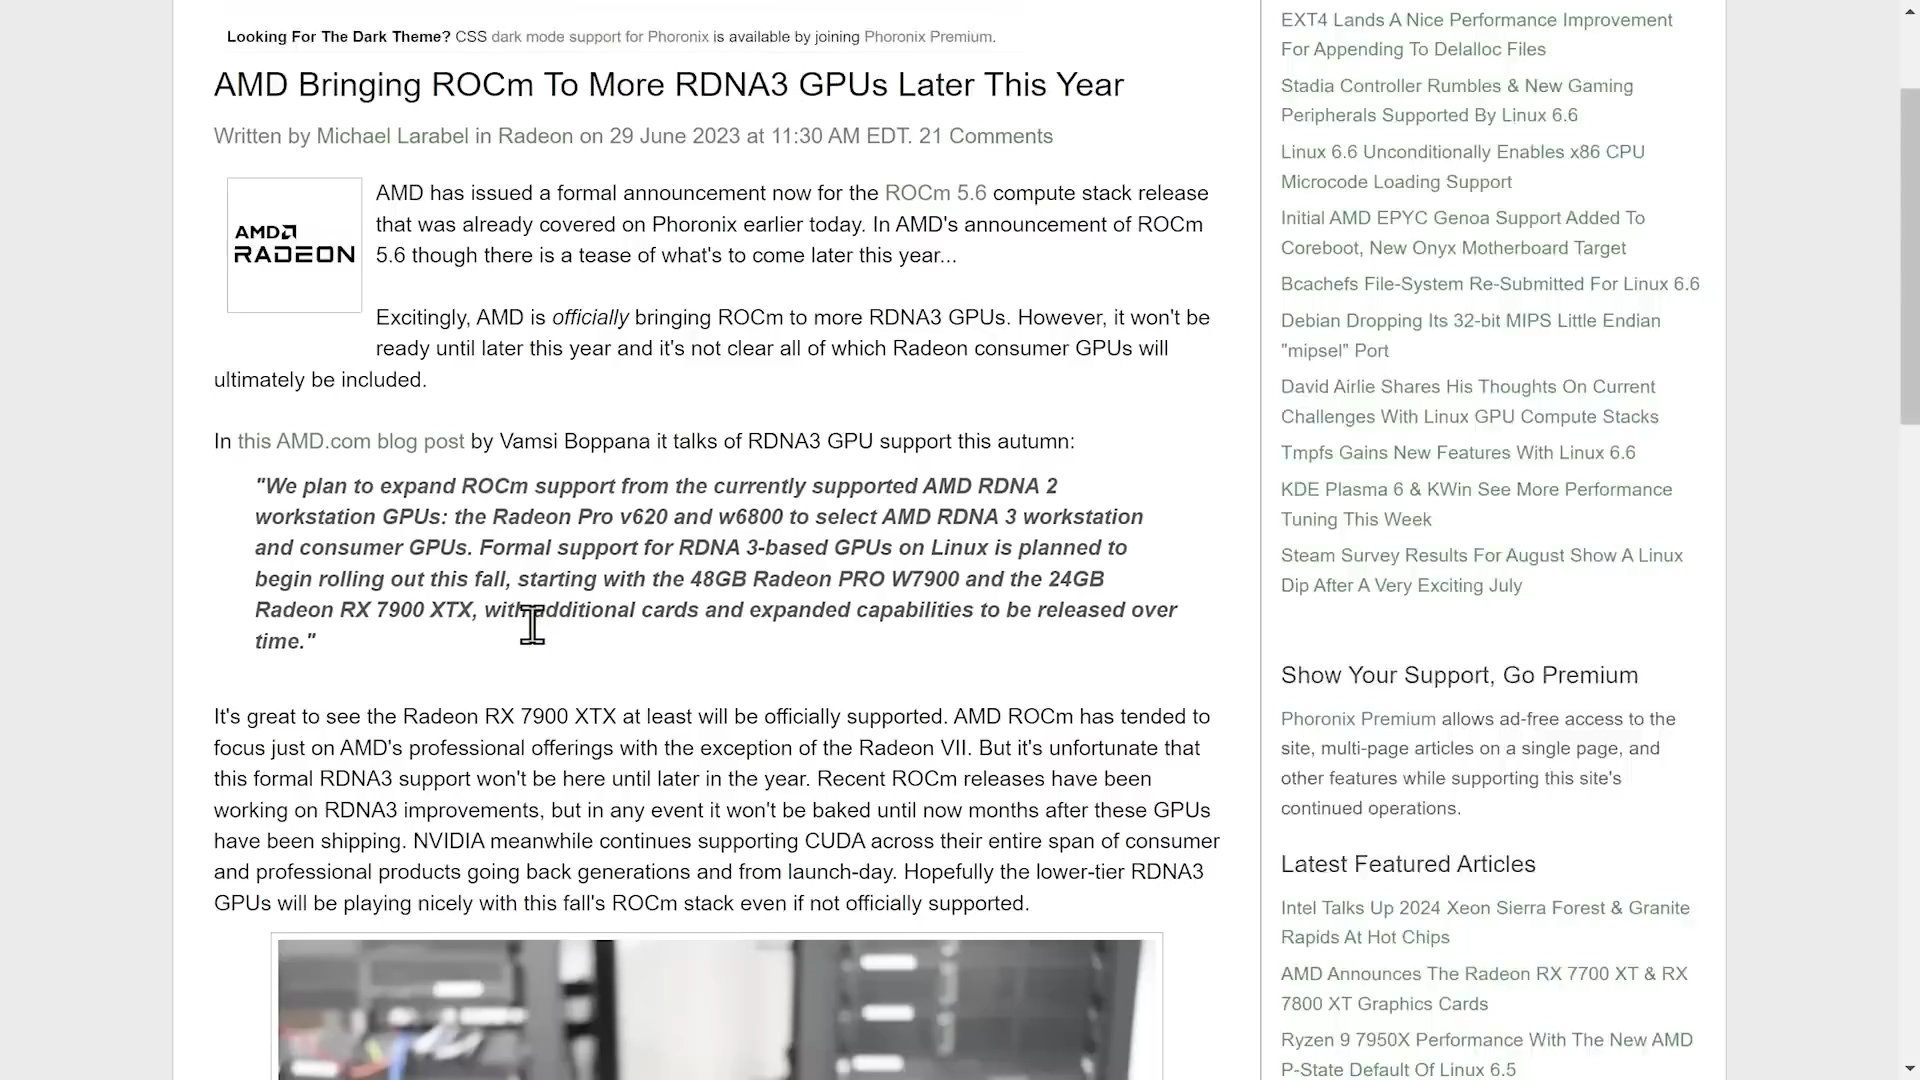 Looking For The Dark Theme? CSS dark mode support for Phoronix is available by joining Phoronix Premium.
AMD Bringing ROCm To More RDNA3 GPUs Later This Year
Written by Michael Larabel in Radeon on 29 June 2023 at 11:30 AM EDT. 21 Comments
AMD
RADEON
AMD has issued a formal announcement now for the ROCm 5.6 compute stack release
that was already covered on Phoronix earlier today. In AMD's announcement of ROCm
5.6 though there is a tease of what's to come later this year...
Excitingly, AMD is officially bringing ROCm to more RDNA3 GPUs. However, it won't be
ready until later this year and it's not clear all of which Radeon consumer GPUs will
ultimately be included.
In this AMD.com blog post by Vamsi Boppana it talks of RDNA3 GPU support this autumn:
"We plan to expand ROCm support from the currently supported AMD RDNA 2
workstation GPUs: the Radeon Pro v620 and w6800 to select AMD RDNA 3 workstation
and consumer GPUs. Formal support for RDNA 3-based GPUs on Linux is planned to
begin rolling out this fall, starting with the 48GB Radeon PRO W7900 and the 24GB
Radeon RX 7900 XTX, with additional cards and expanded capabilities to be released over
time."
It's great to see the Radeon RX 7900 XTX at least will be officially supported. AMD ROCm has tended to
focus just on AMD's professional offerings with the exception of the Radeon VII. But it's unfortunate that
this formal RDNA3 support won't be here until later in the year. Recent ROCm releases have been
working on RDNA3 improvements, but in any event it won't be baked until now months after these GPUs
have been shipping. NVIDIA meanwhile continues supporting CUDA across their entire span of consumer
and professional products going back generations and from launch-day. Hopefully the lower-tier RDNA3
GPUs will be playing nicely with this fall's ROCm stack even if not officially supported.
EXT4 Lands A Nice Performance Improvement
For Appending To Delalloc Files
Stadia Controller Rumbles & New Gaming
Peripherals Supported By Linux 6.6
Linux 6.6 Unconditionally Enables x86 CPU
Microcode Loading Support
Initial AMD EPYC Genoa Support Added To
Coreboot, New Onyx Motherboard Target
Bcachefs File-System Re-Submitted For Linux 6.6
Debian Dropping Its 32-bit MIPS Little Endian
"mipsel" Port
David Airlie Shares His Thoughts On Current
Challenges With Linux GPU Compute Stacks
Tmpfs Gains New Features With Linux 6.6
KDE Plasma 6 & KWin See More Performance
Tuning This Week
Steam Survey Results For August Show A Linux
Dip After A Very Exciting July
Show Your Support, Go Premium
Phoronix Premium allows ad-free access to the
site, multi-page articles on a single page, and
other features while supporting this site's
continued operations.
Latest Featured Articles
Intel Talks Up 2024 Xeon Sierra Forest & Granite
Rapids At Hot Chips
AMD Announces The Radeon RX 7700 XT & RX
7800 XT Graphics Cards
Ryzen 9 7950X Performance With The New AMD
P-State Default Of Linux 6.5